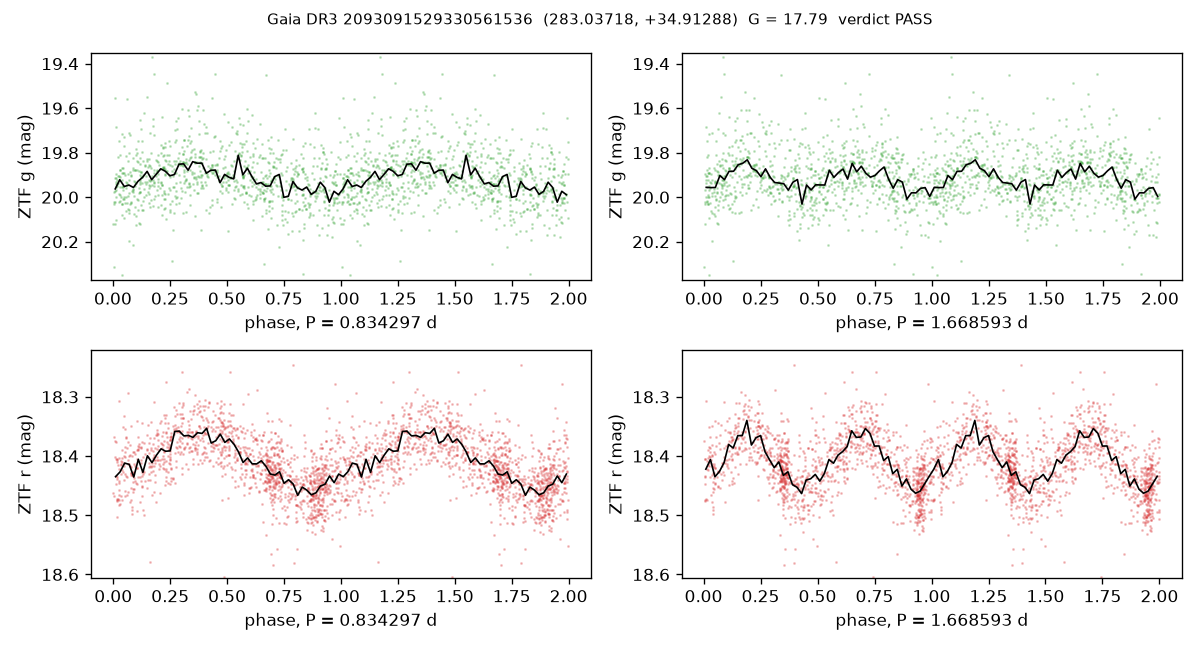 Gaia DR3 2093091529330561536  (283.03718, +34.91288)  G = 17.79  verdict PASS
ZTF g (mag)
19.4
19.6
19.8
20.0
20.2
0.00 0.25 0.50 0.75 1.00 1.25 1.50 1.75 2.00
phase, P = 0.834297 d
ZTF g (mag)
19.4
19.6
19.8
20.0
20.2
0.00 0.25 0.50 0.75 1.00 1.25 1.50 1.75 2.00
phase, P = 1.668593 d
ZTF r (mag)
18.3
18.4
18.5
18.6
0.00 0.25 0.50 0.75 1.00 1.25 1.50 1.75 2.00
phase, P = 0.834297 d
ZTF r (mag)
18.3
18.4
18.5
18.6
0.00 0.25 0.50 0.75 1.00 1.25 1.50 1.75 2.00
phase, P = 1.668593 d